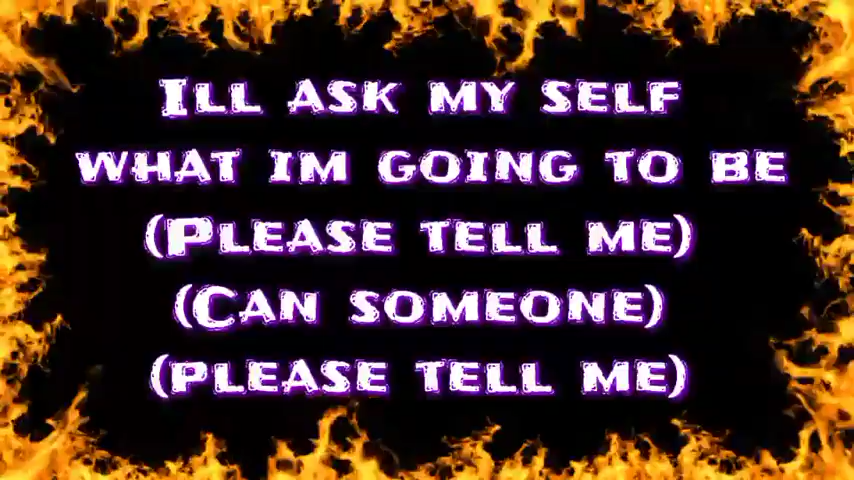 Ill ask my self
what im going to be
(Please tell me)
(Can someone)
(please tell me)